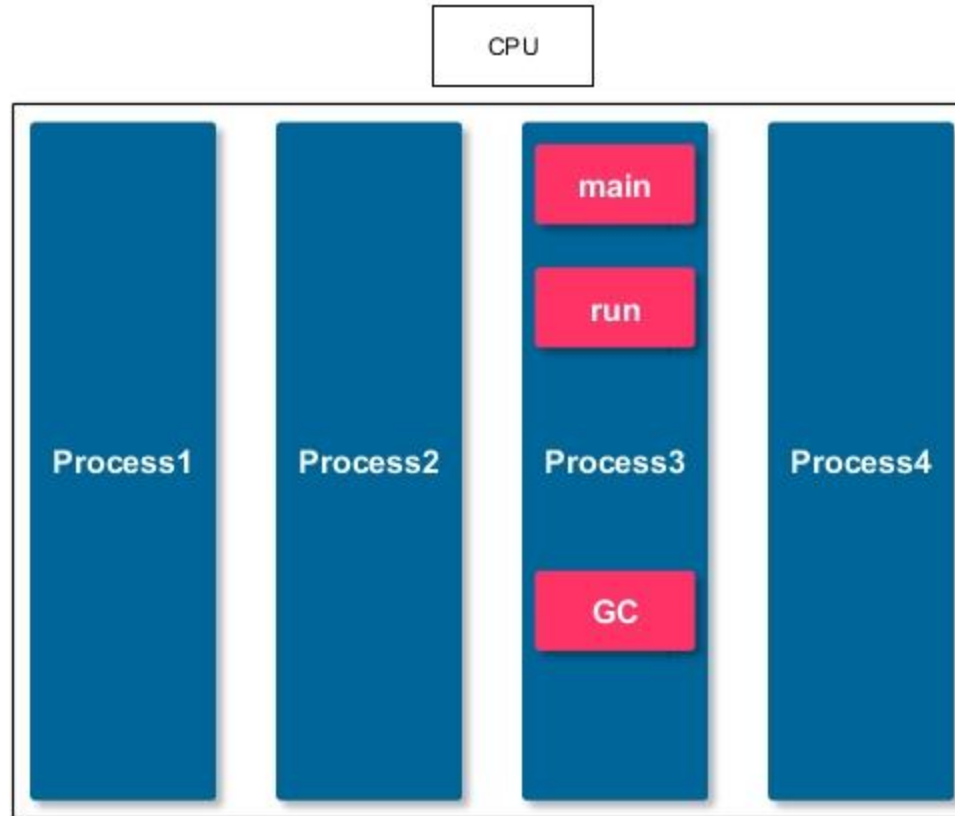 CPU
main
run
Process1
Process2
Process3
Process4
GC